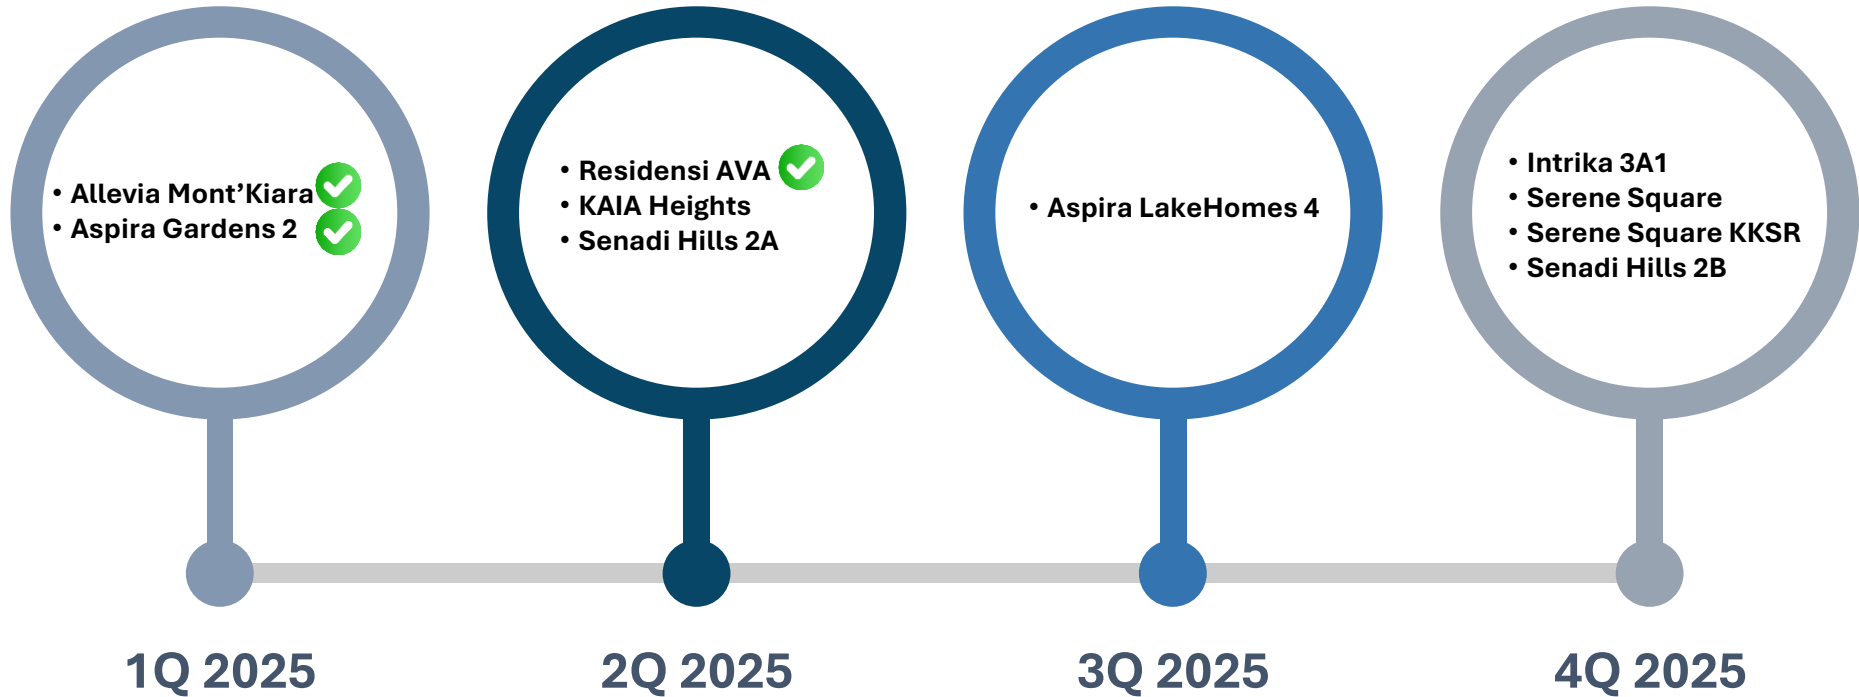 • Allevia Mont’Kiara
• Aspira Gardens 2
• Residensi AVA
• KAIA Heights
• Senadi Hills 2A
• Aspira LakeHomes 4
• Intrika 3A1
• Serene Square
• Serene Square KKSR
• Senadi Hills 2B
1Q 2025
2Q 2025
3Q 2025
4Q 2025